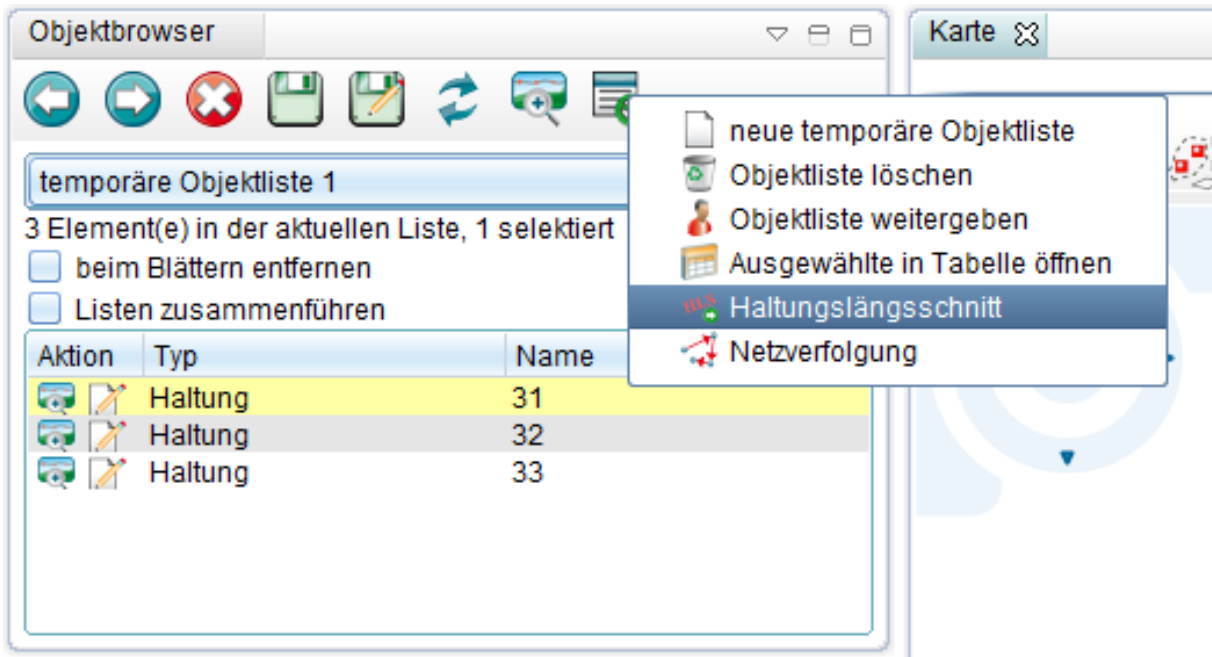 Objektbrowser
Karte
neue temporäre Objektliste
Objektliste löschen
Objektliste weitergeben
Ausgewählte in Tabelle öffnen
HLS Haltungslängsschnitt
Netzverfolgung
temporäre Objektliste 1
3 Element(e) in der aktuellen Liste, 1 selektiert
beim Blättern entfernen
Listen zusammenführen
Aktion Typ Name
Haltung 31
Haltung 32
Haltung 33